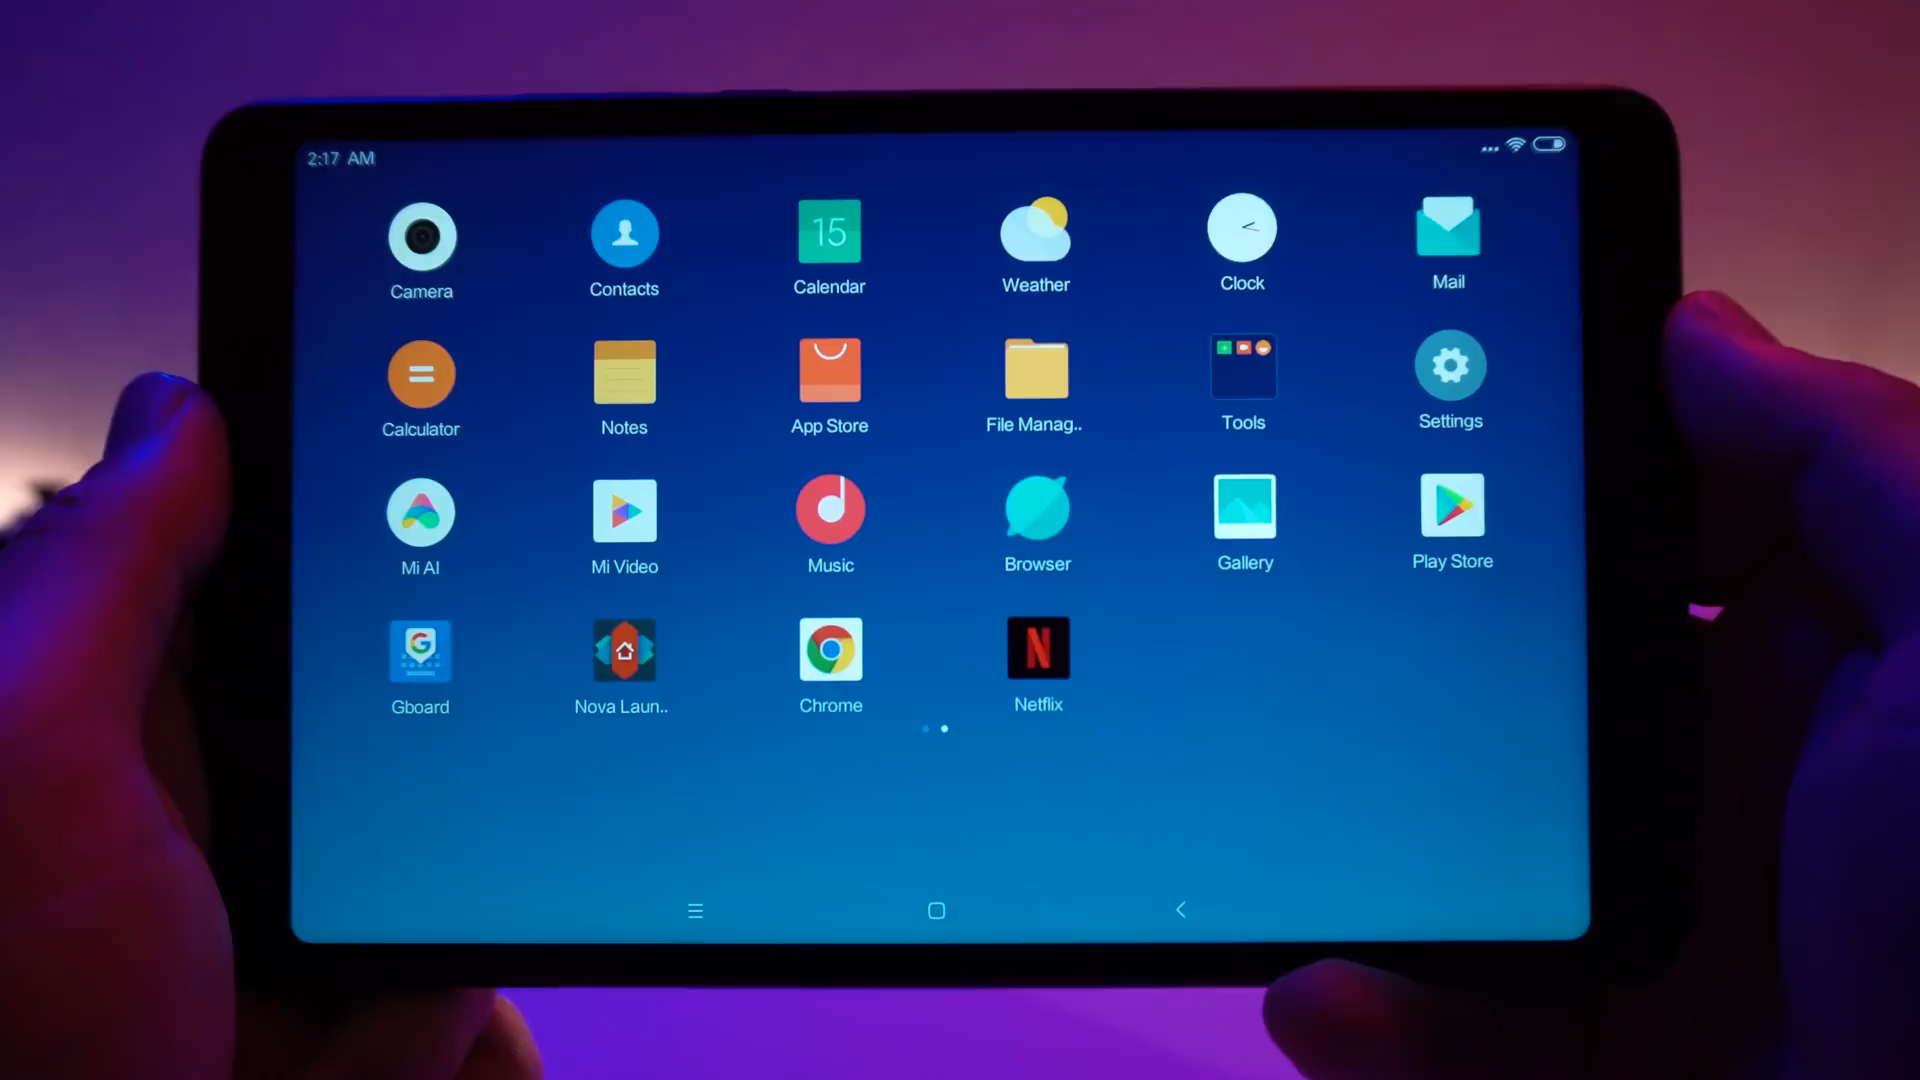 2:17 AM
15
Camera Contacts Calendar Weather Clock Mail
Calculator Notes App Store File Manag.. Tools Settings
Mi AI Mi Video Music Browser Gallery Play Store
G
N
Gboard Nova Laun.. Chrome Netflix